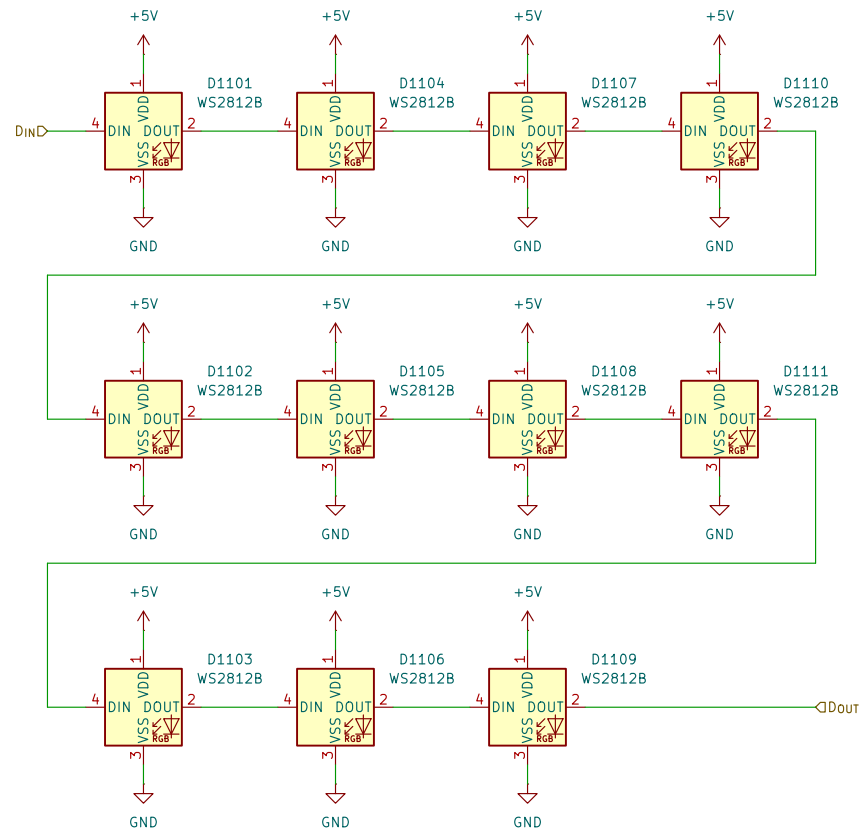 +5V +5V +5V +5V
D1101 D1104 D1107 D1110
WS2812B WS2812B WS2812B WS2812B
1 1 1 1
VDD VDD VDD VDD
DIN 4 DIN DOUT 2 4 DIN DOUT 2 4 DIN DOUT 2 4 DIN DOUT 2
VSS VSS VSS VSS
RGB RGB RGB RGB
3 3 3 3
GND GND GND GND
+5V +5V +5V +5V
D1102 D1105 D1108 D1111
WS2812B WS2812B WS2812B WS2812B
1 1 1 1
VDD VDD VDD VDD
4 DIN DOUT 2 4 DIN DOUT 2 4 DIN DOUT 2 4 DIN DOUT 2
VSS VSS VSS VSS
RGB RGB RGB RGB
3 3 3 3
GND GND GND GND
+5V +5V +5V
D1103 D1106 D1109
WS2812B WS2812B WS2812B
1 1 1
VDD VDD VDD
4 DIN DOUT 2 4 DIN DOUT 2 4 DIN DOUT 2 DOUT
VSS VSS VSS
RGB RGB RGB
3 3 3
GND GND GND